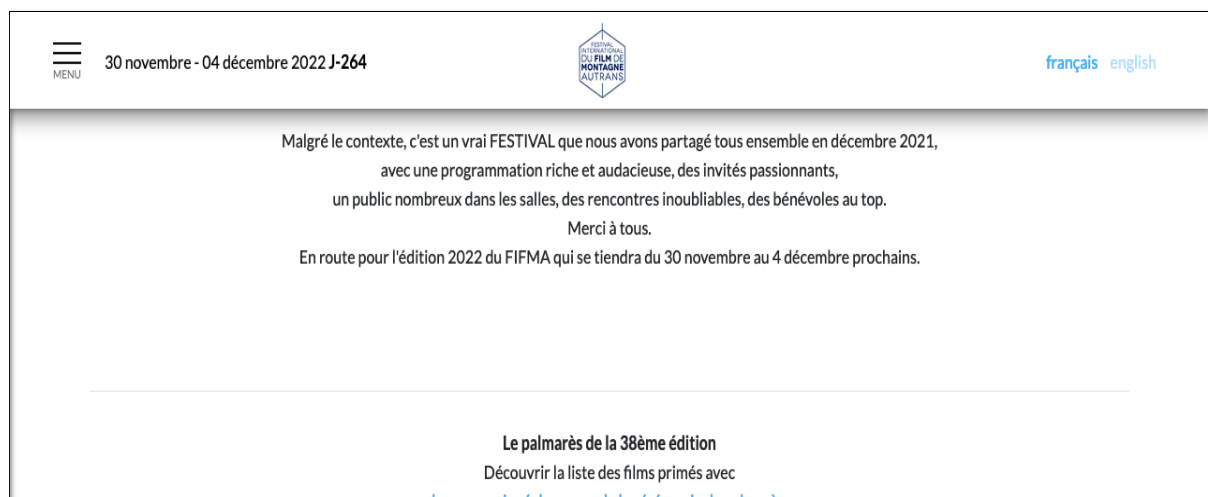 MENU
30 novembre - 04 décembre 2022 J-264
FESTIVAL
INTERNATIONAL
DU FILM DE
MONTAGNE
AUTRANS
français english
Malgré le contexte, c'est un vrai FESTIVAL que nous avons partagé tous ensemble en décembre 2021,
avec une programmation riche et audacieuse, des invités passionnants,
un public nombreux dans les salles, des rencontres inoubliables, des bénévoles au top.
Merci à tous.
En route pour l'édition 2022 du FIFMA qui se tiendra du 30 novembre au 4 décembre prochains.
Le palmarès de la 38ème édition
Découvrir la liste des films primés avec